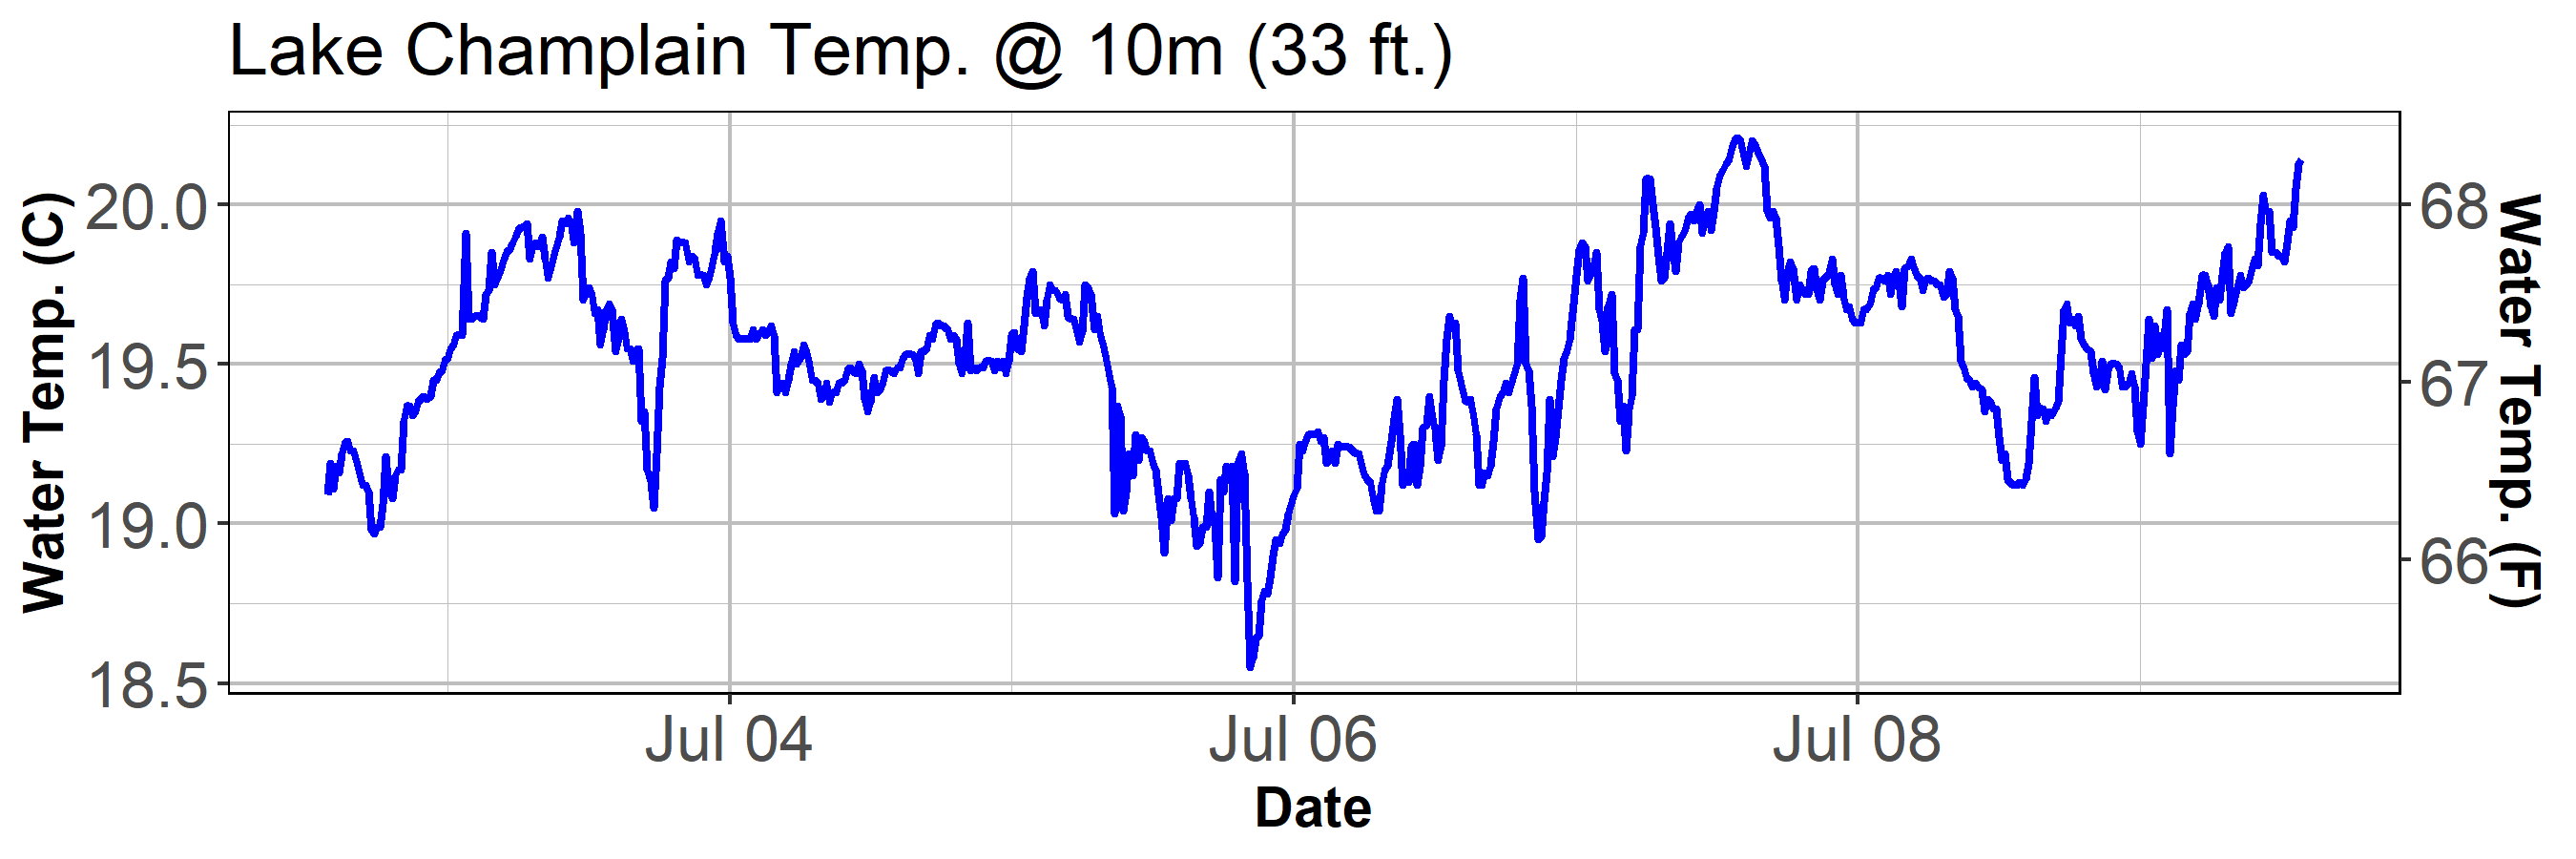 Lake Champlain Temp. @ 10m (33 ft.)
Water Temp. (C)
20.0
19.5
19.0
18.5
68
67
66
Water Temp. (F)
Jul 04
Jul 06
Jul 08
Date